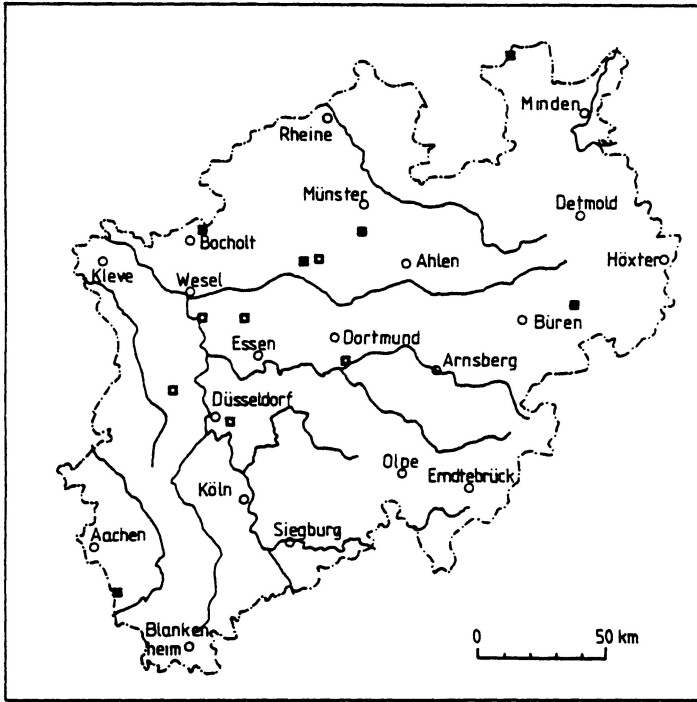 Minden
Rheine
Münster
Detmold
Bocholt
Kleve
Ahlen
Höxter
Wesel
Büren
Essen
Dortmund
Arnsberg
Düsseldorf
Olpe
Erndtebrück
Köln
Siegburg
Aachen
Blanken
heim
0 50 km